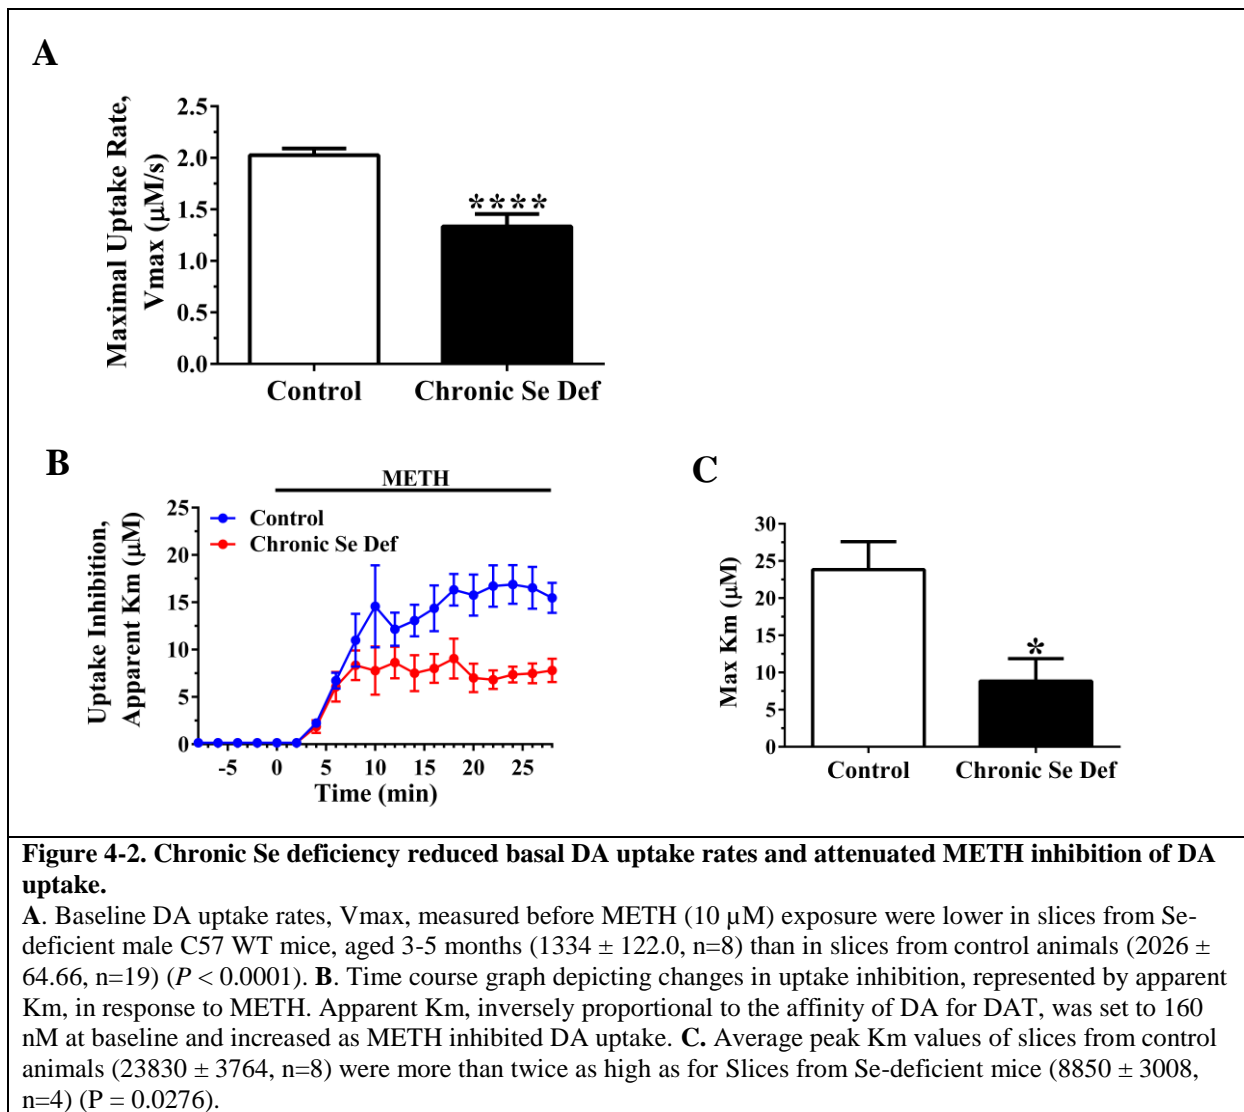 A
Maximal Uptake Rate,
Vmax (µM/s)
2.5
2.0
1.5
1.0
0.5
0.0
****
Control
Chronic Se Def
B
METH
Uptake Inhibition,
Apparent Km (µM)
25
20
15
10
5
0
Control
Chronic Se Def
-5
0
5
10
15
20
25
Time (min)
C
Max Km (µM)
30
25
20
15
10
5
0
*
Control
Chronic Se Def
Figure 4-2. Chronic Se deficiency reduced basal DA uptake rates and attenuated METH inhibition of DA
uptake.
A. Baseline DA uptake rates, Vmax, measured before METH (10 µM) exposure were lower in slices from Se-
deficient male C57 WT mice, aged 3-5 months (1334 ± 122.0, n=8) than in slices from control animals (2026 ±
64.66, n=19) (P < 0.0001). B. Time course graph depicting changes in uptake inhibition, represented by apparent
Km, in response to METH. Apparent Km, inversely proportional to the affinity of DA for DAT, was set to 160
nM at baseline and increased as METH inhibited DA uptake. C. Average peak Km values of slices from control
animals (23830 ± 3764, n=8) were more than twice as high as for Slices from Se-deficient mice (8850 ± 3008,
n=4) (P = 0.0276).